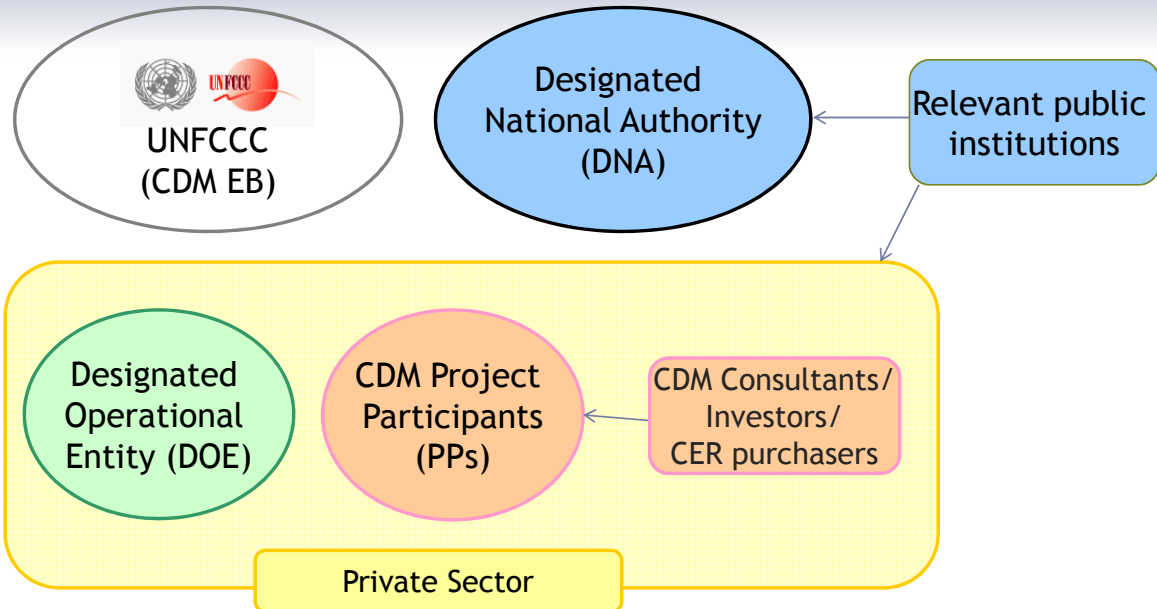 UNFCCC
UNFCCC
(CDM EB)
Designated
National Authority
(DNA)
Relevant public
institutions
Designated
Operational
Entity (DOE)
CDM Project
Participants
(PPs)
CDM Consultants/
Investors/
CER purchasers
Private Sector